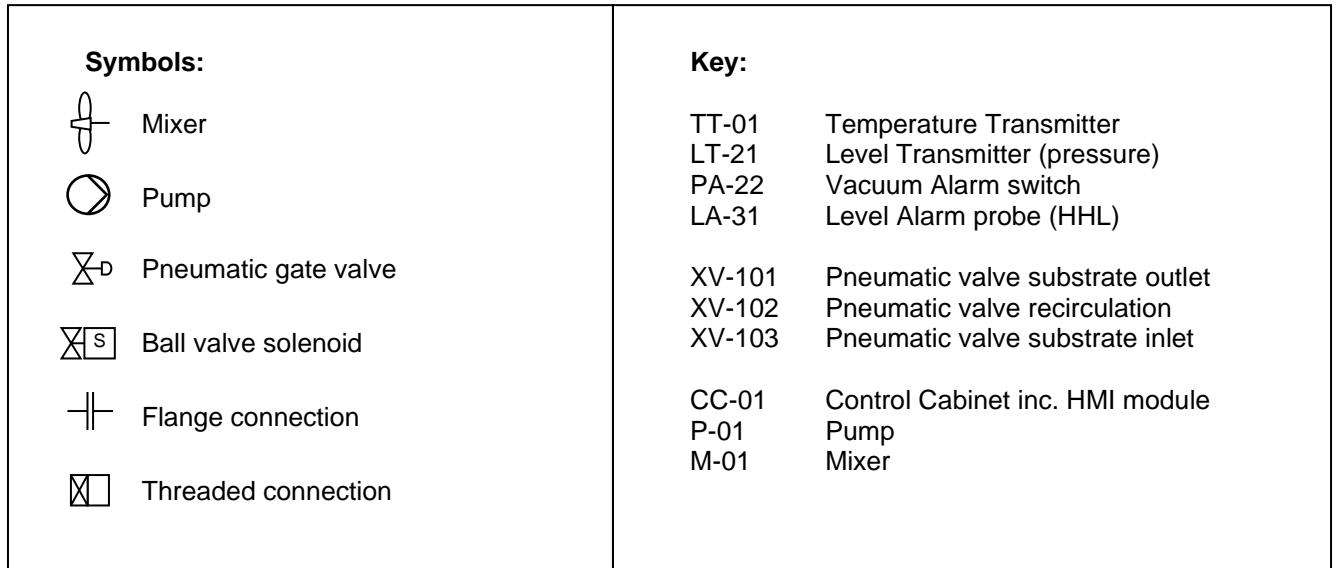 Symbols:
Mixer
Pump
D
Pneumatic gate valve
S
Ball valve solenoid
Flange connection
Threaded connection
Key:
TT-01 Temperature Transmitter
LT-21 Level Transmitter (pressure)
PA-22 Vacuum Alarm switch
LA-31 Level Alarm probe (HHL)
XV-101 Pneumatic valve substrate outlet
XV-102 Pneumatic valve recirculation
XV-103 Pneumatic valve substrate inlet
CC-01 Control Cabinet inc. HMI module
P-01 Pump
M-01 Mixer